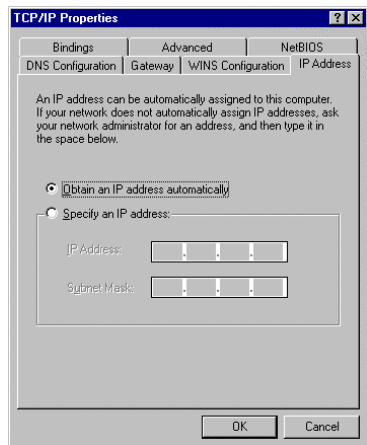 TCP/IP Properties
Bindings Advanced NetBIOS
DNS Configuration Gateway WINS Configuration IP Address
An IP address can be automatically assigned to this computer.
If your network does not automatically assign IP addresses, ask
your network administrator for an address, and then type it in
the space below.
Obtain an IP address automatically
Specify an IP address:
IP Address:
. . .
Subnet Mask:
. . .
OK Cancel